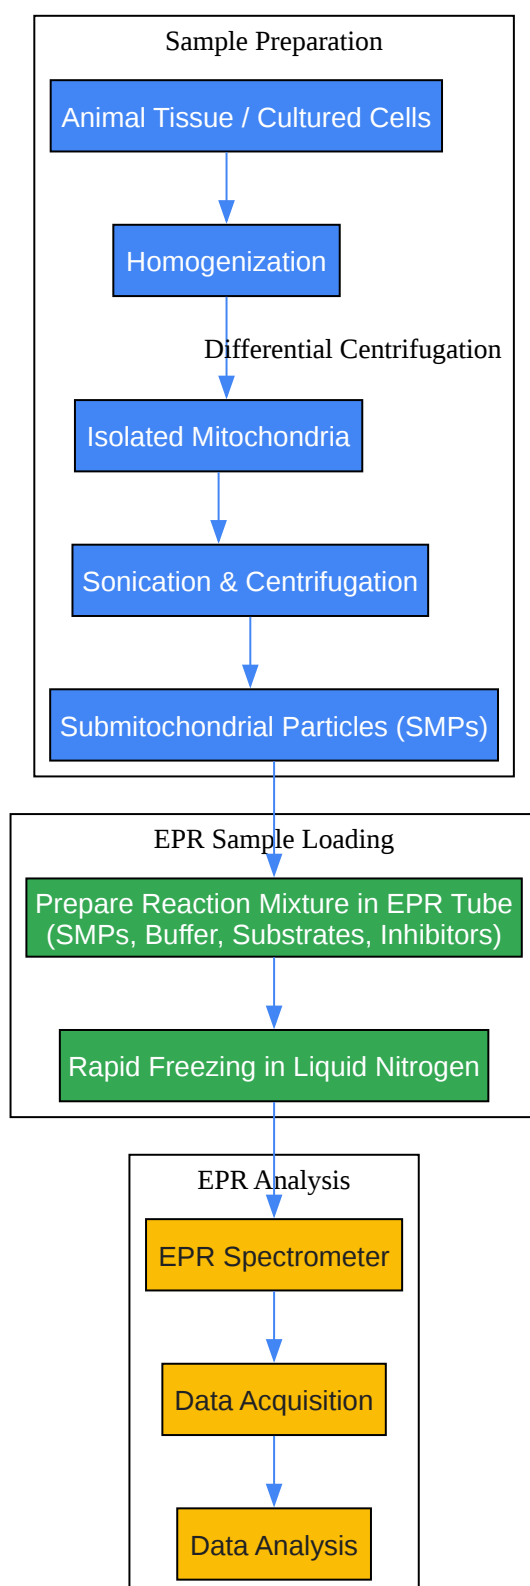 Sample Preparation
Animal Tissue / Cultured Cells
Homogenization
Differential Centrifugation
Isolated Mitochondria
Sonication & Centrifugation
Submitochondrial Particles (SMPs)
EPR Sample Loading
Prepare Reaction Mixture in EPR Tube
(SMPs, Buffer, Substrates, Inhibitors)
Rapid Freezing in Liquid Nitrogen
EPR Analysis
EPR Spectrometer
Data Acquisition
Data Analysis